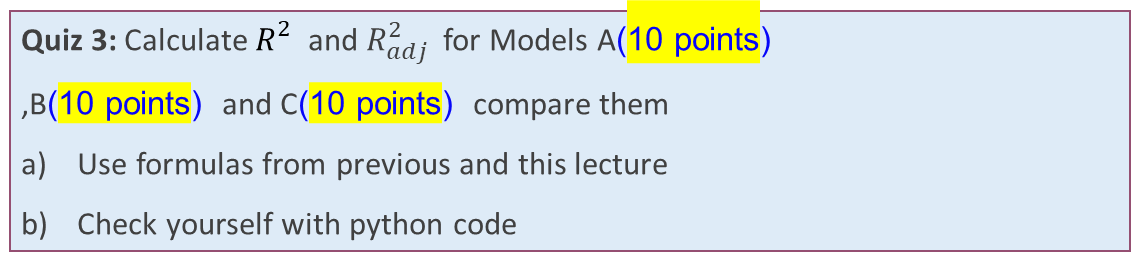 Quiz 3: Calculate R² and R²adj for Models A(10 points)
,B(10 points) and C(10 points) compare them
a) Use formulas from previous and this lecture
b) Check yourself with python code